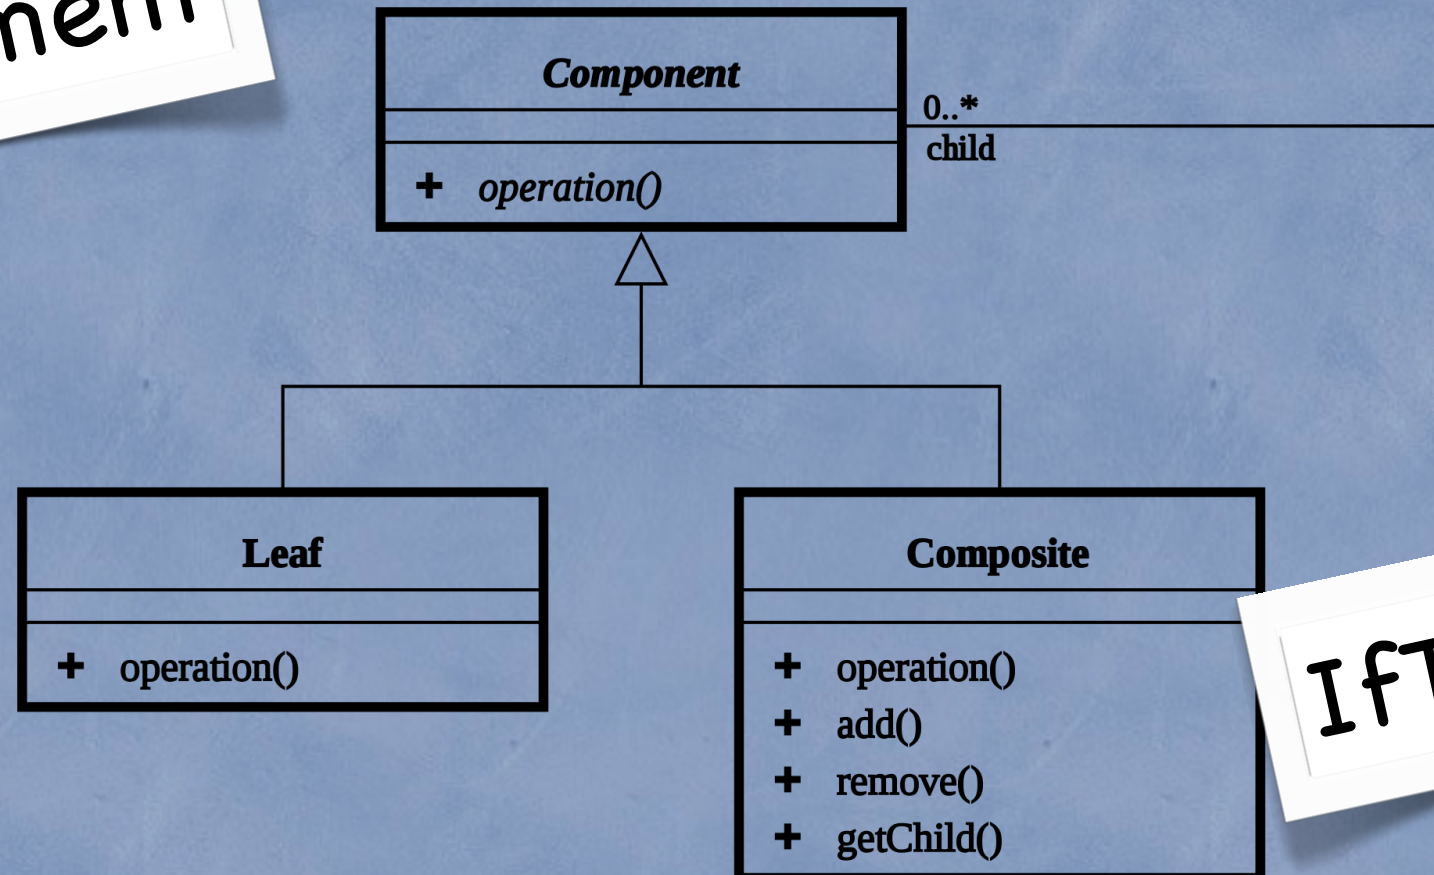 Component
0..*
child
+ operation()
Leaf
+ operation()
Composite
+ operation()
+ add()
+ remove()
+ getChild()